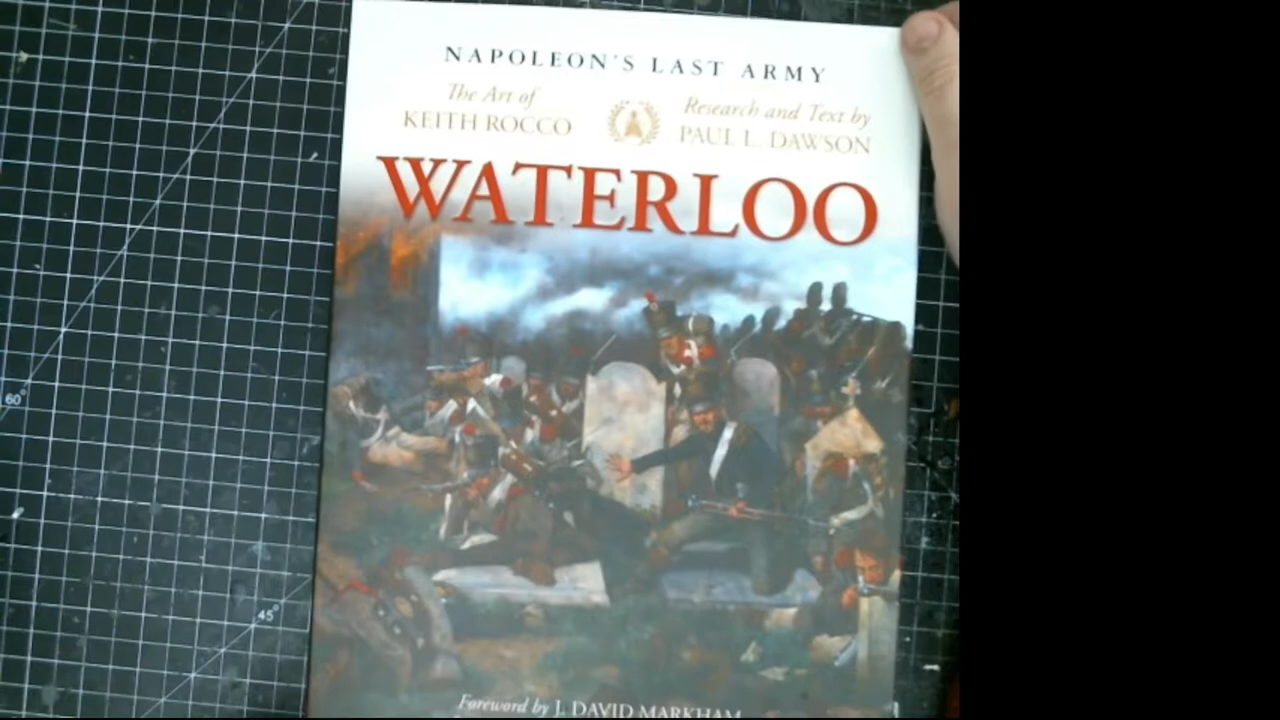 NAPOLEON'S LAST ARMY
The Art of
KEITH ROCCO
Research and Text by
PAUL L. DAWSON
WATERLOO
Foreword by J. DAVID MARKHAM
60°
45°